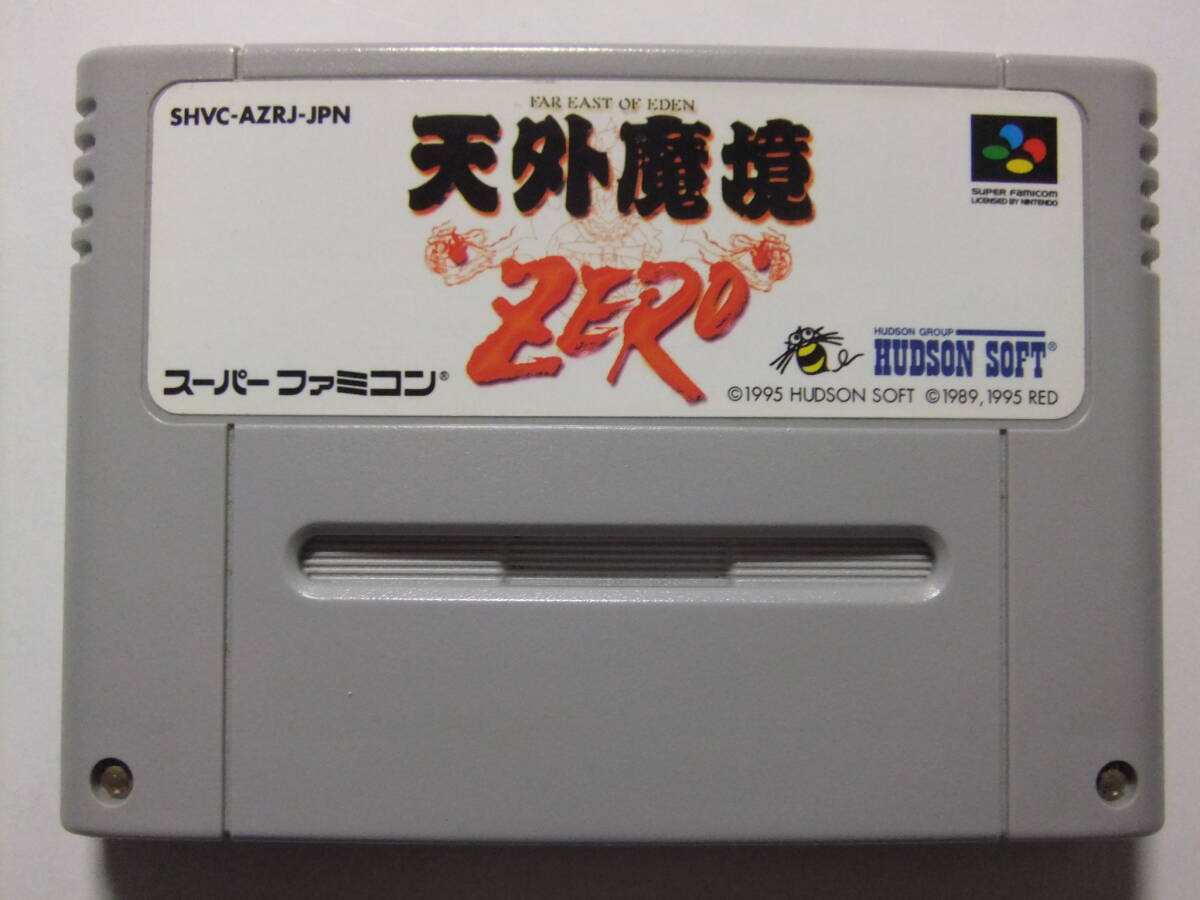 SHVC-AZRJ-JPN
FAR EAST OF EDEN
天外魔境
ZERO
SUPER FAMICOM
LICENSED BY NINTENDO
スーパーファミコン®
HUDSON GROUP
HUDSON SOFT®
©1995 HUDSON SOFT ©1989,1995 RED